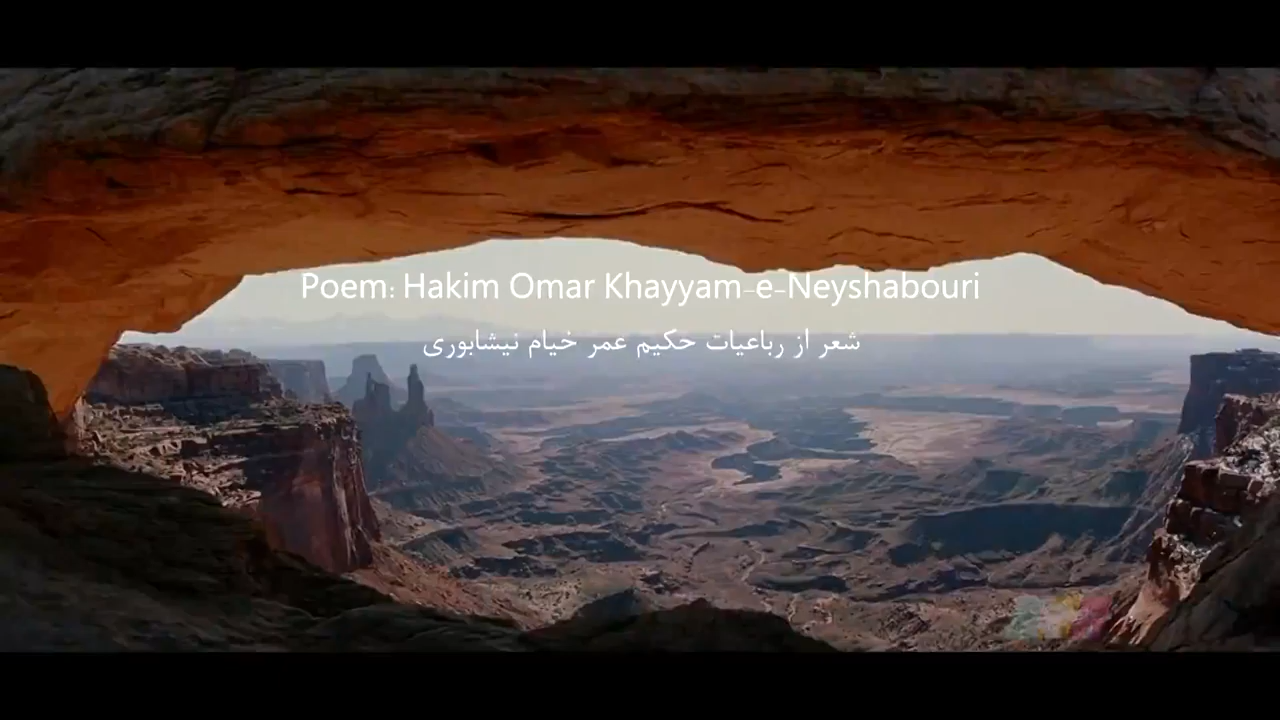 Poem: Hakim Omar Khayyam-e-Neyshabouri
شعر از رباعیات حکیم عمر خیام نیشابوری